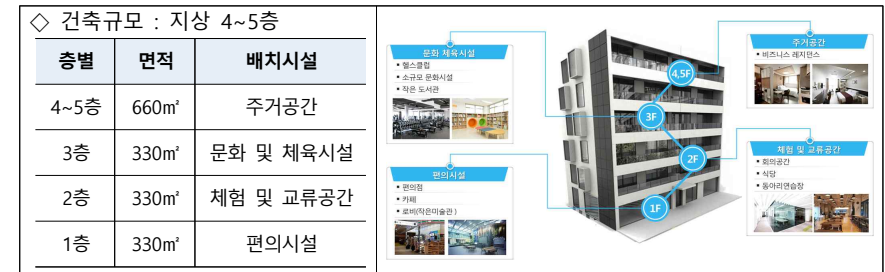 ◇ 건축규모 : 지상 4~5층
층별 면적 배치시설
4~5층 660㎡ 주거공간
3층 330㎡ 문화 및 체육시설
2층 330㎡ 체험 및 교류공간
1층 330㎡ 편의시설
문화 체육시설
▪ 헬스클럽
▪ 소규모 문화시설
▪ 작은 도서관
편의시설
▪ 편의점
▪ 카페
▪ 로비(작은미술관)
4,5F
3F
2F
1F
주거공간
▪ 비즈니스 레지던스
체험 및 교류공간
▪ 회의공간
▪ 식당
▪ 동아리연습장